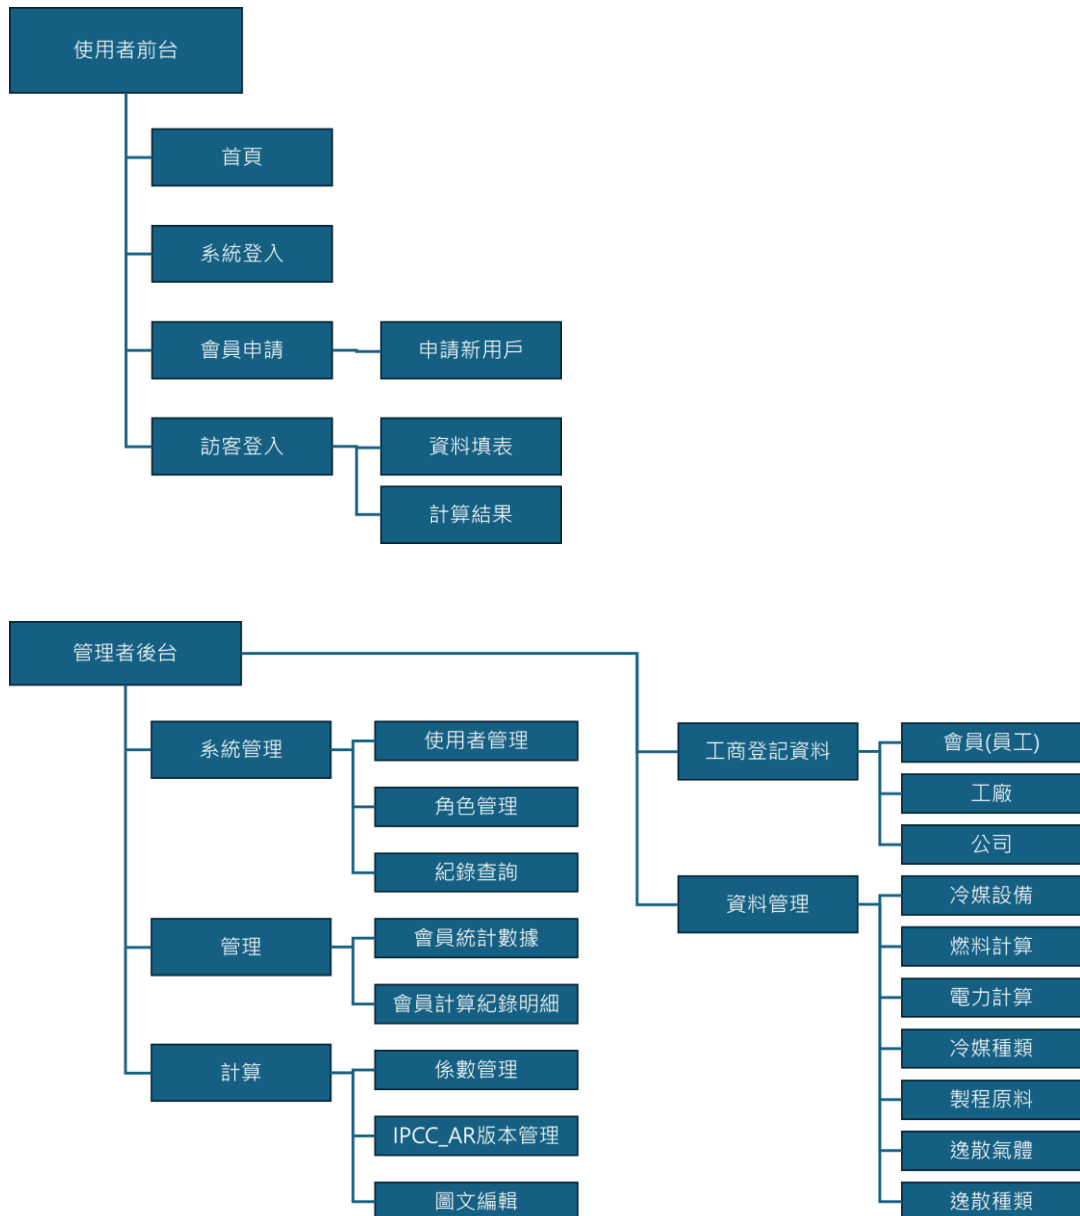 使用者前台
首頁
系統登入
會員申請
申請新用戶
訪客登入
資料填表
計算結果
管理者後台
系統管理
使用者管理
角色管理
紀錄查詢
管理
會員統計數據
會員計算紀錄明細
計算
係數管理
IPCC_AR版本管理
圖文編輯
工商登記資料
會員(員工)
工廠
公司
資料管理
冷媒設備
燃料計算
電力計算
冷媒種類
製程原料
逸散氣體
逸散種類